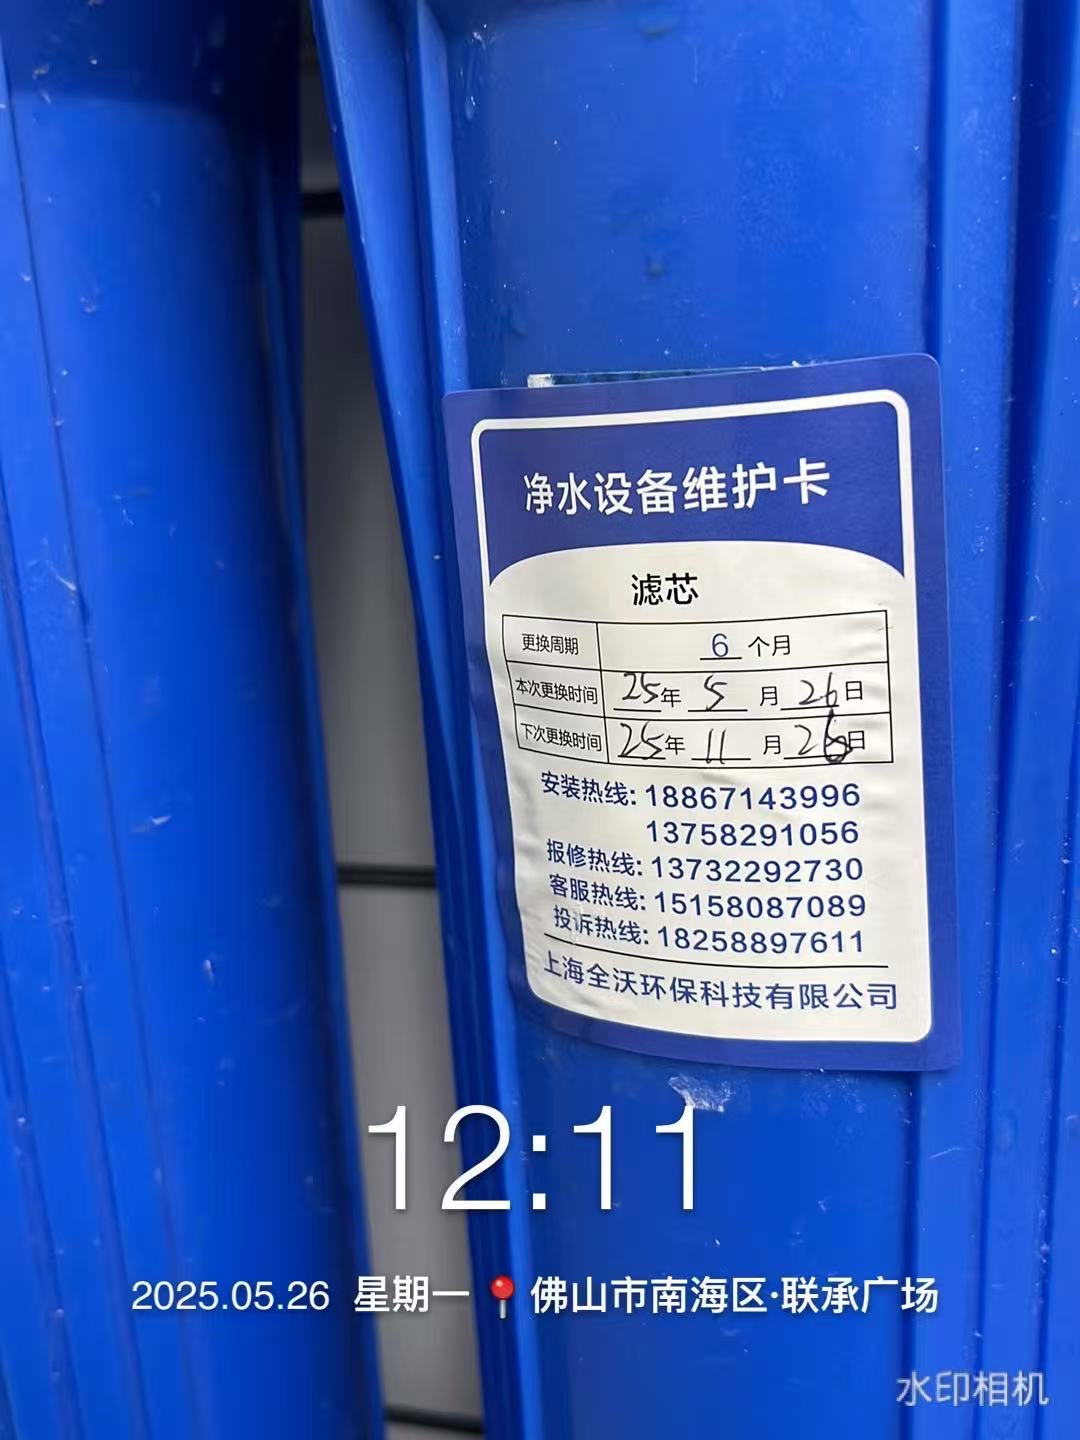 净水设备维护卡
滤芯
更换周期 6 个月
本次更换时间 25年 5 月 26日
下次更换时间 25年 11 月 26日
安装热线: 18867143996
13758291056
报修热线: 13732292730
客服热线: 15158087089
投诉热线: 18258897611
上海全沃环保科技有限公司
12:11
2025.05.26 星期一 📍 佛山市南海区·联承广场
水印相机